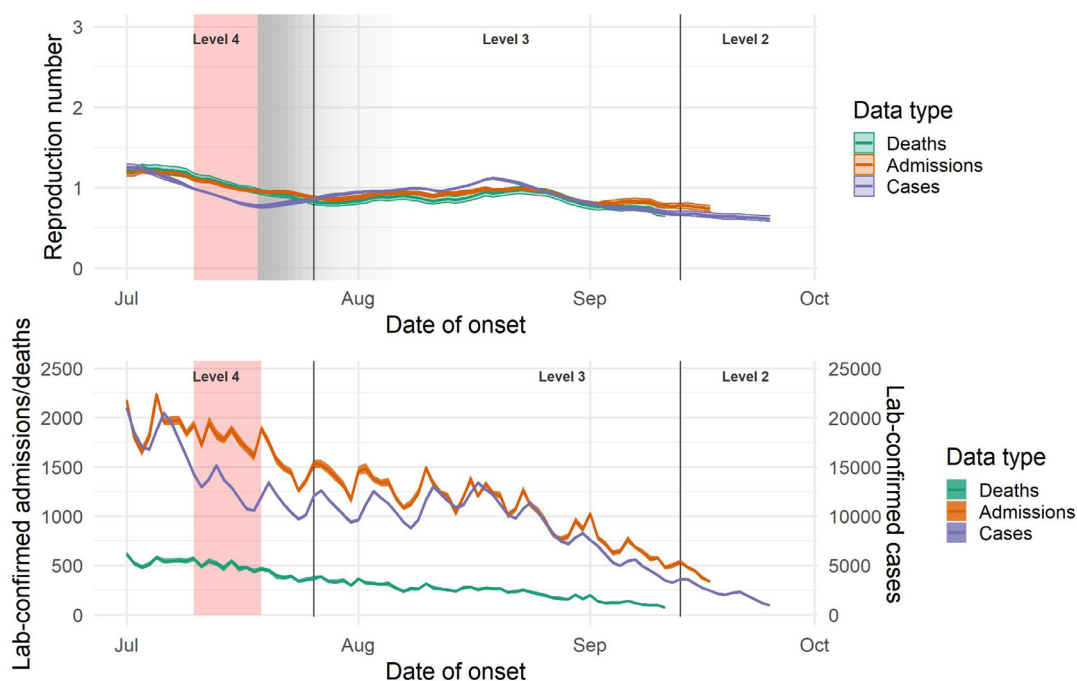 3
2
1
0
Reproduction number
Level 4
Level 3
Level 2
Jul
Aug
Sep
Oct
Date of onset
Data type
Deaths
Admissions
Cases
Lab-confirmed admissions/deaths
2500
2000
1500
1000
500
0
Level 4
Level 3
Level 2
25000
20000
15000
10000
5000
0
Lab-confirmed cases
Jul
Aug
Sep
Oct
Date of onset
Data type
Deaths
Admissions
Cases